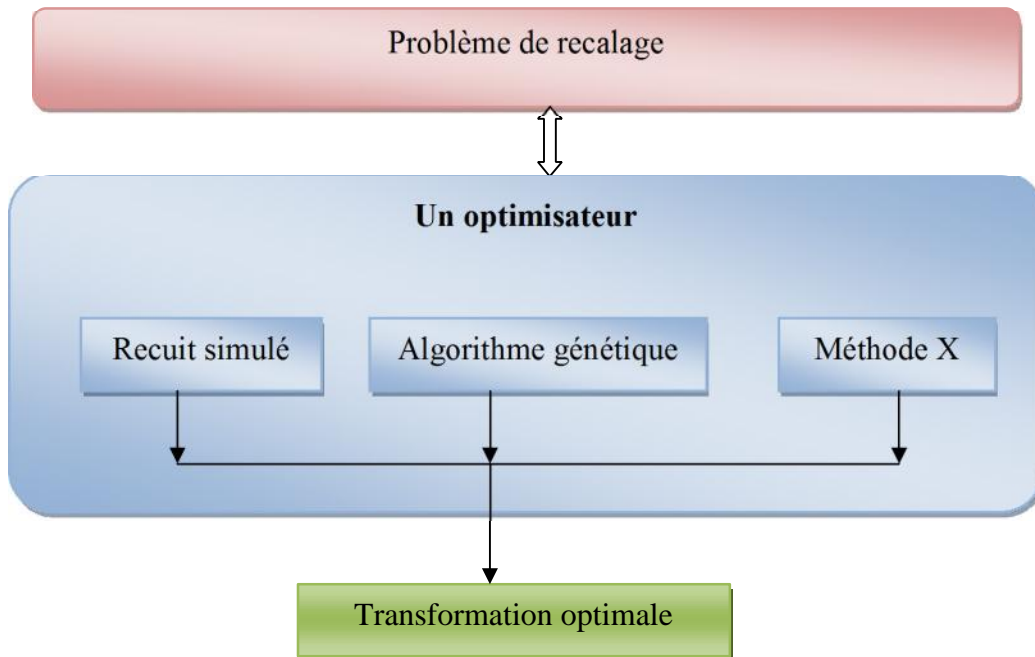 Problème de recalage
Un optimisateur
Recuit simulé
Algorithme génétique
Méthode X
Transformation optimale